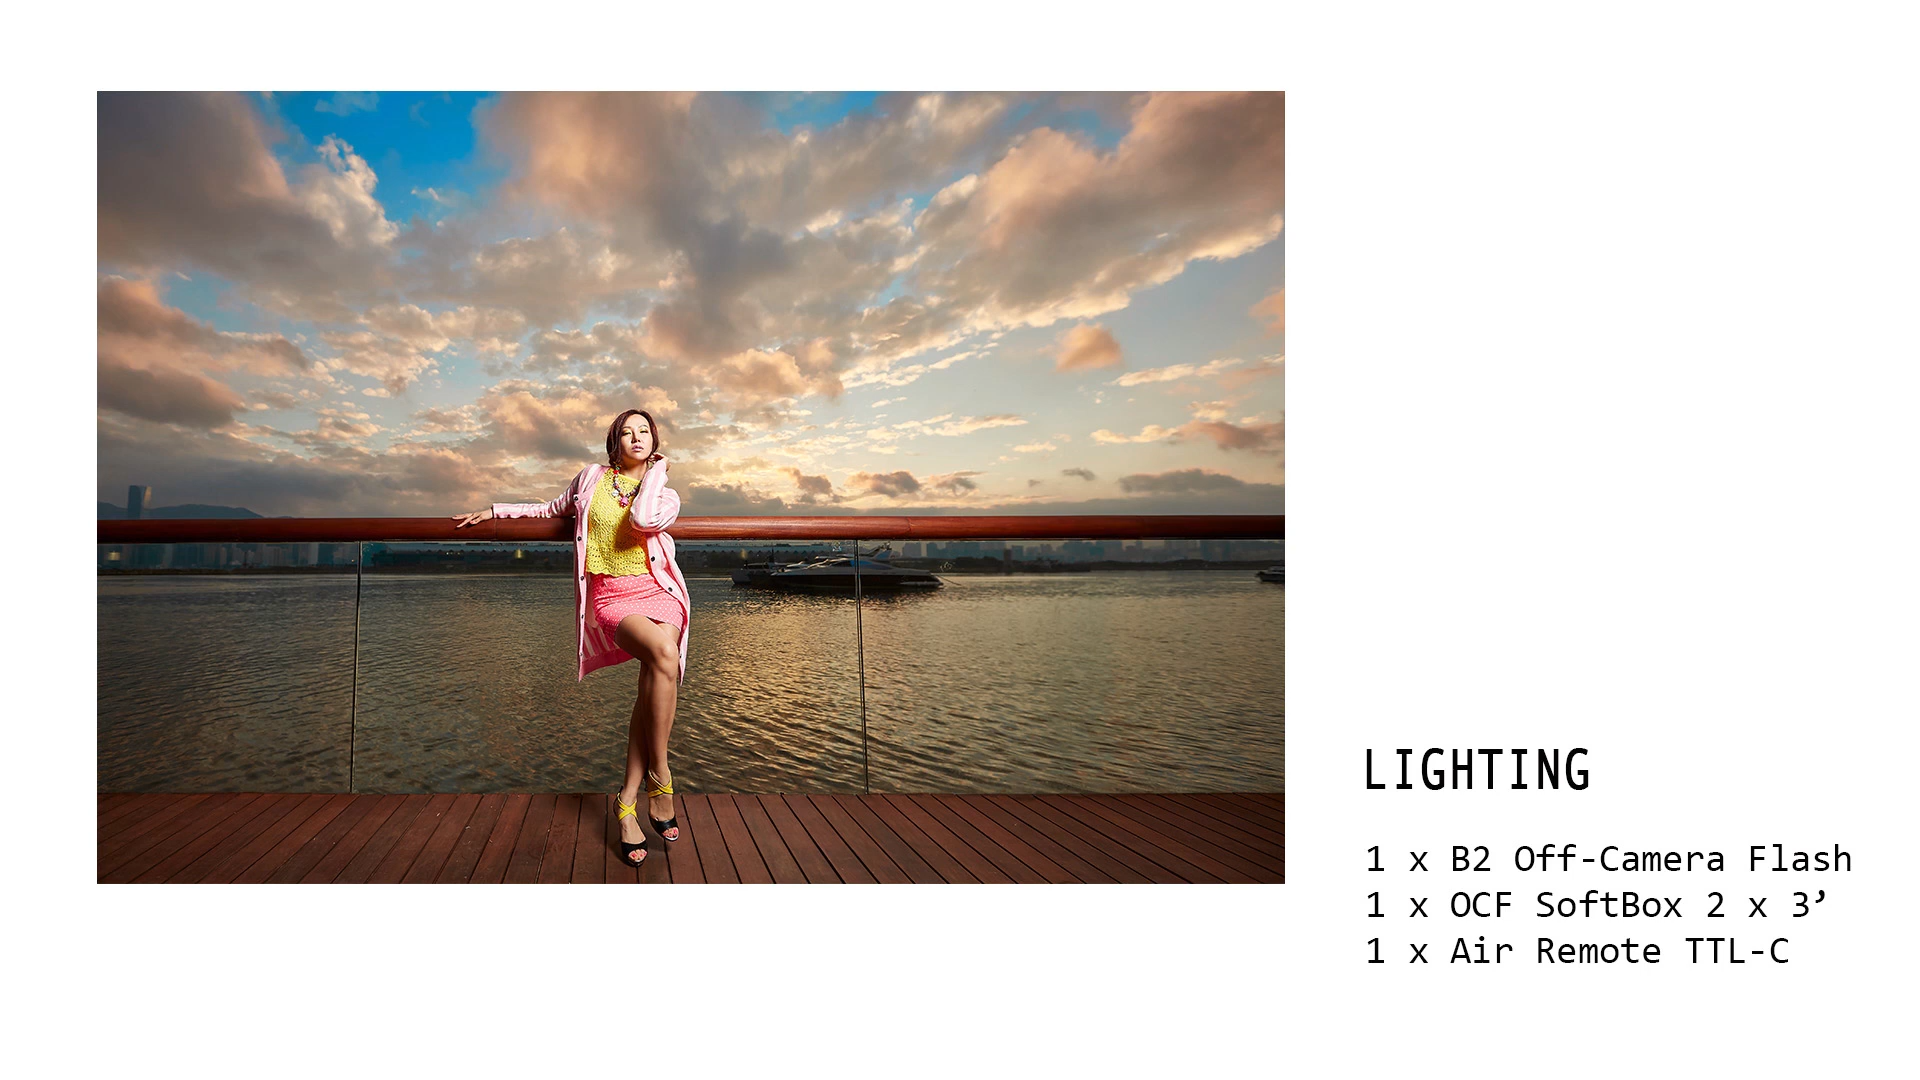 LIGHTING
1 x B2 Off-Camera Flash
1 x OCF SoftBox 2 x 3’
1 x Air Remote TTL-C